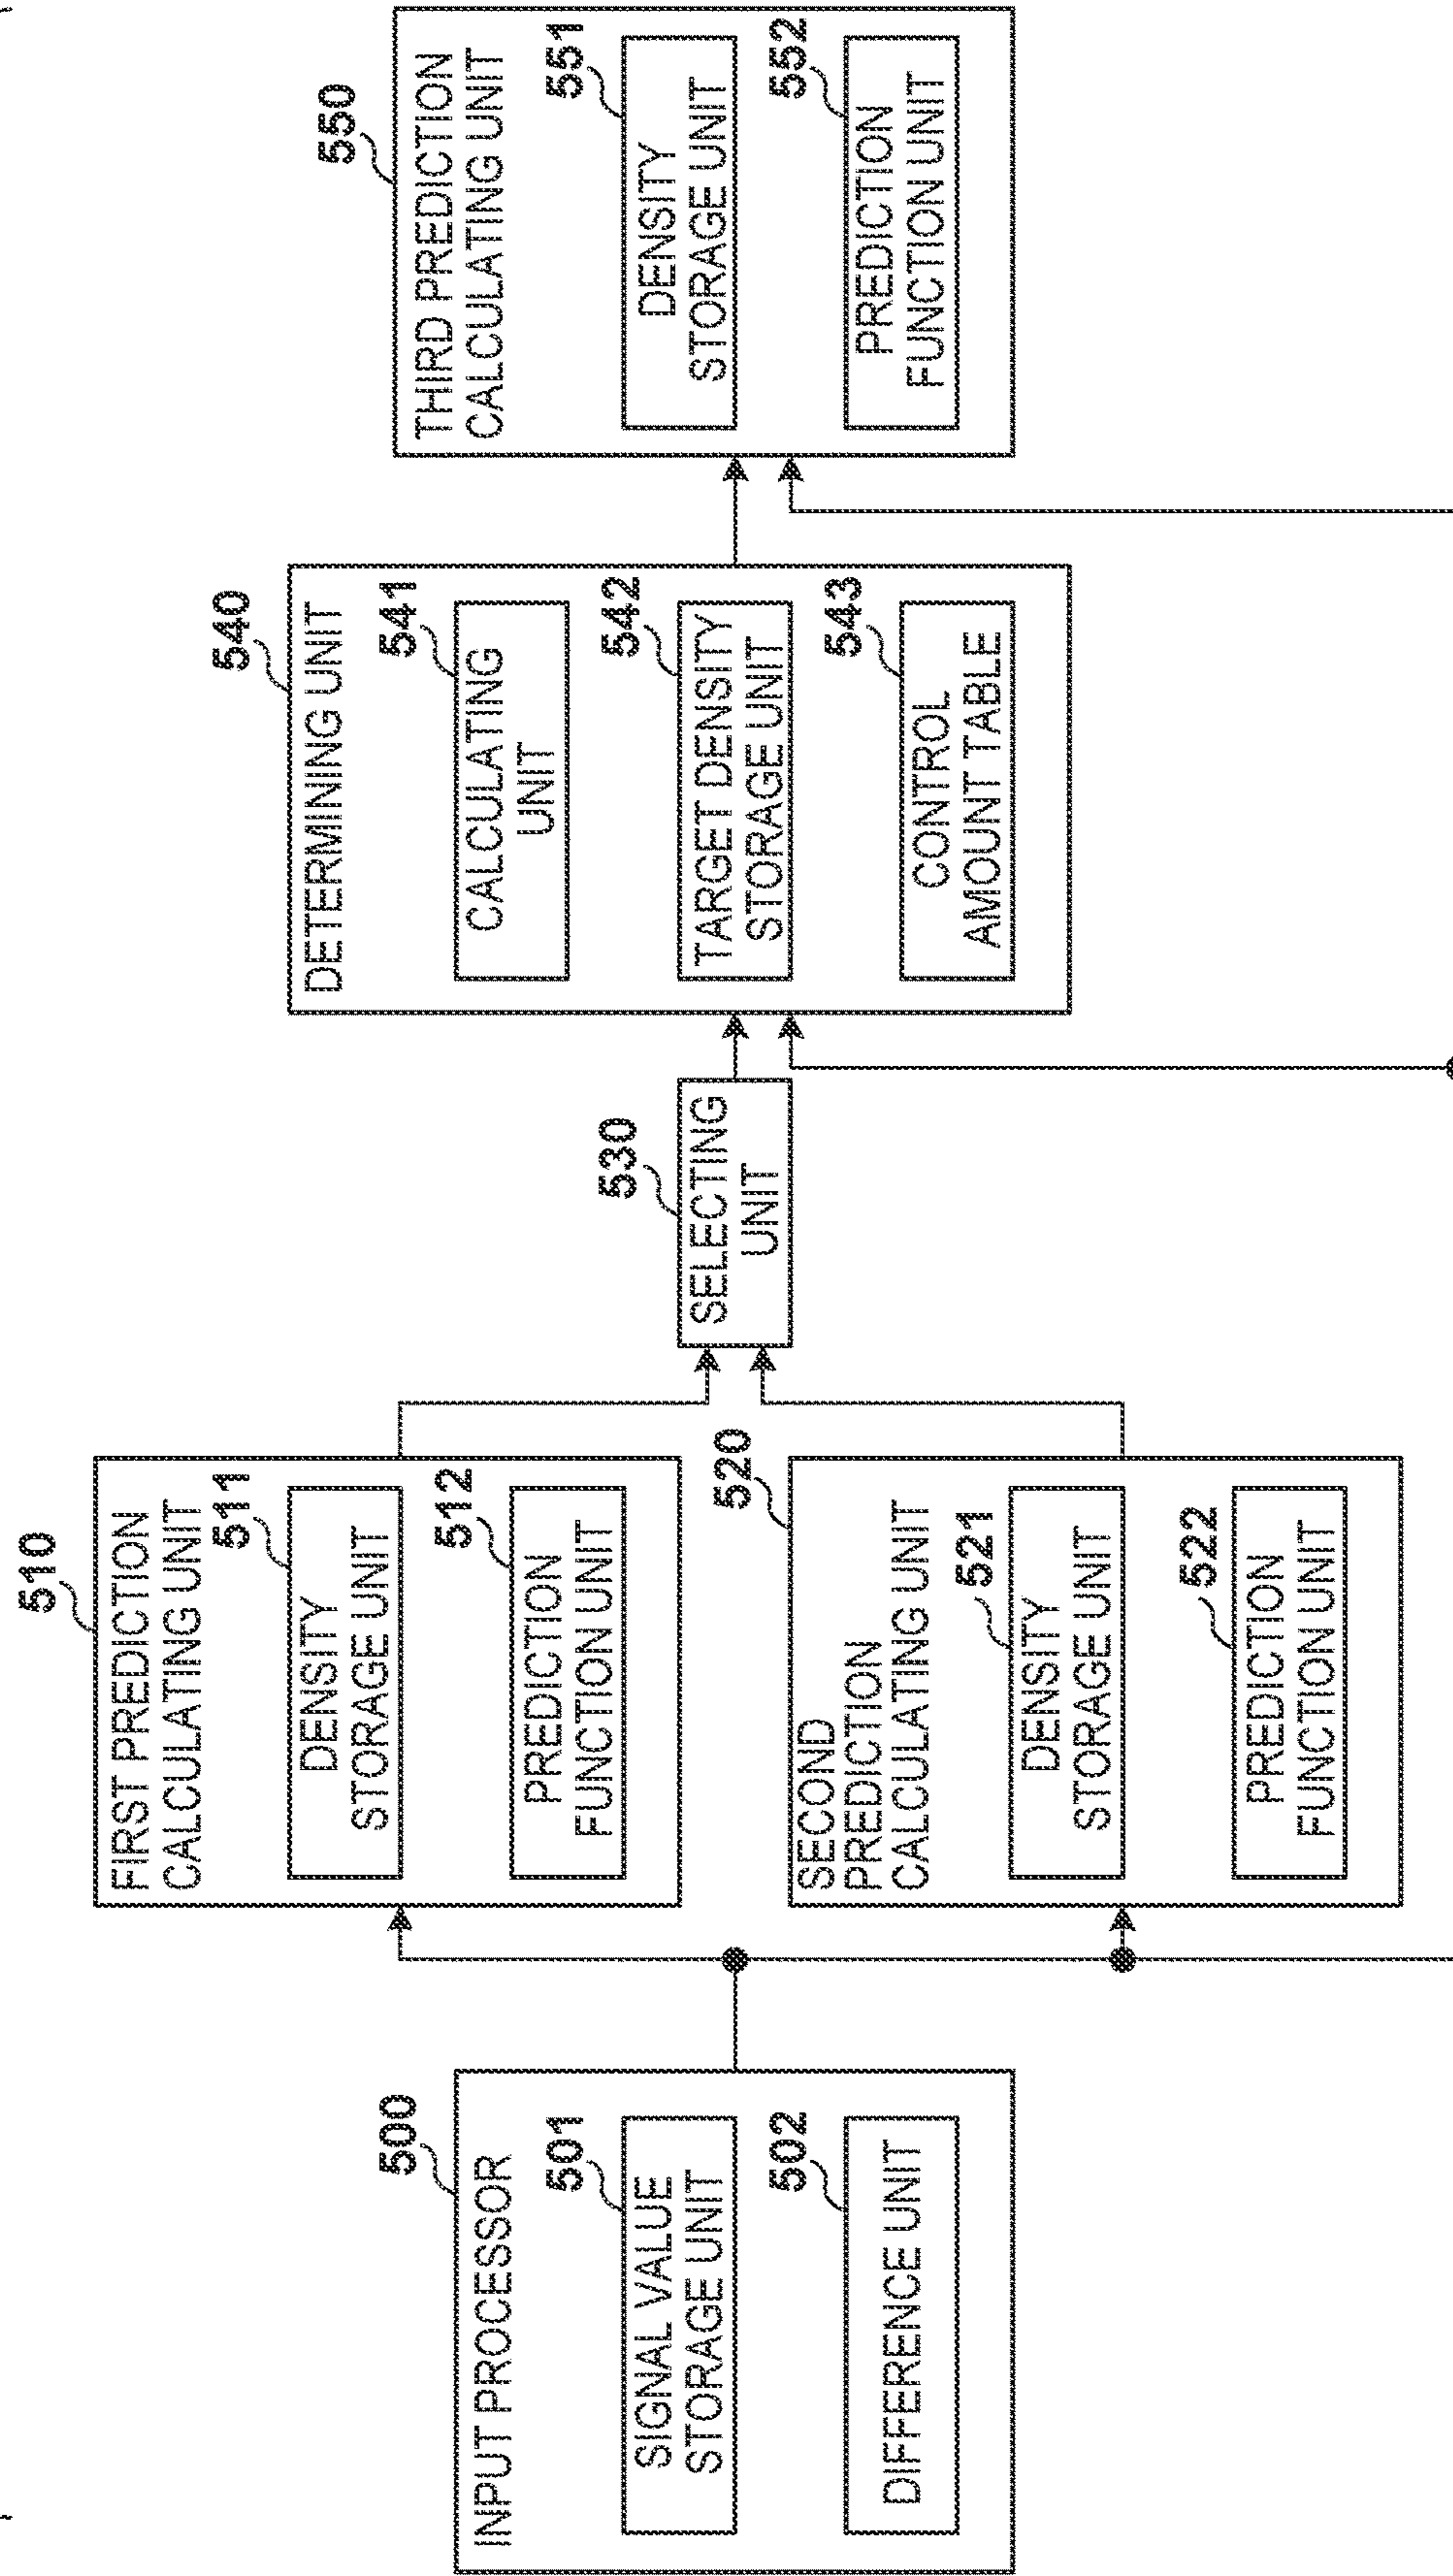 500
INPUT PROCESSOR
501
SIGNAL VALUE
STORAGE UNIT
502
DIFFERENCE UNIT
510
FIRST PREDICTION
CALCULATING UNIT
511
DENSITY
STORAGE UNIT
512
PREDICTION
FUNCTION UNIT
520
SECOND
PREDICTION
CALCULATING UNIT
521
DENSITY
STORAGE UNIT
522
PREDICTION
FUNCTION UNIT
530
SELECTING
UNIT
540
DETERMINING UNIT
541
CALCULATING
UNIT
542
TARGET DENSITY
STORAGE UNIT
543
CONTROL
AMOUNT TABLE
550
THIRD PREDICTION
CALCULATING UNIT
551
DENSITY
STORAGE UNIT
552
PREDICTION
FUNCTION UNIT